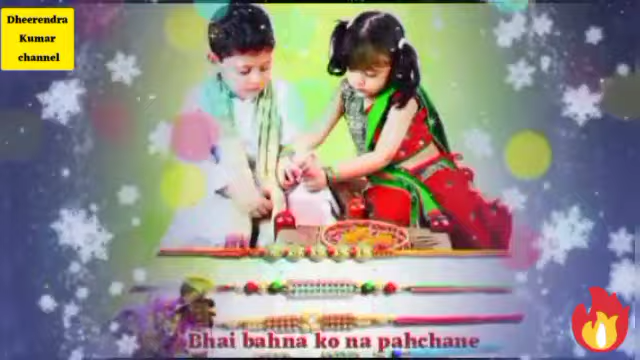 Dheerendra
Kumar
channel
Bhai bahna ko na pahchane